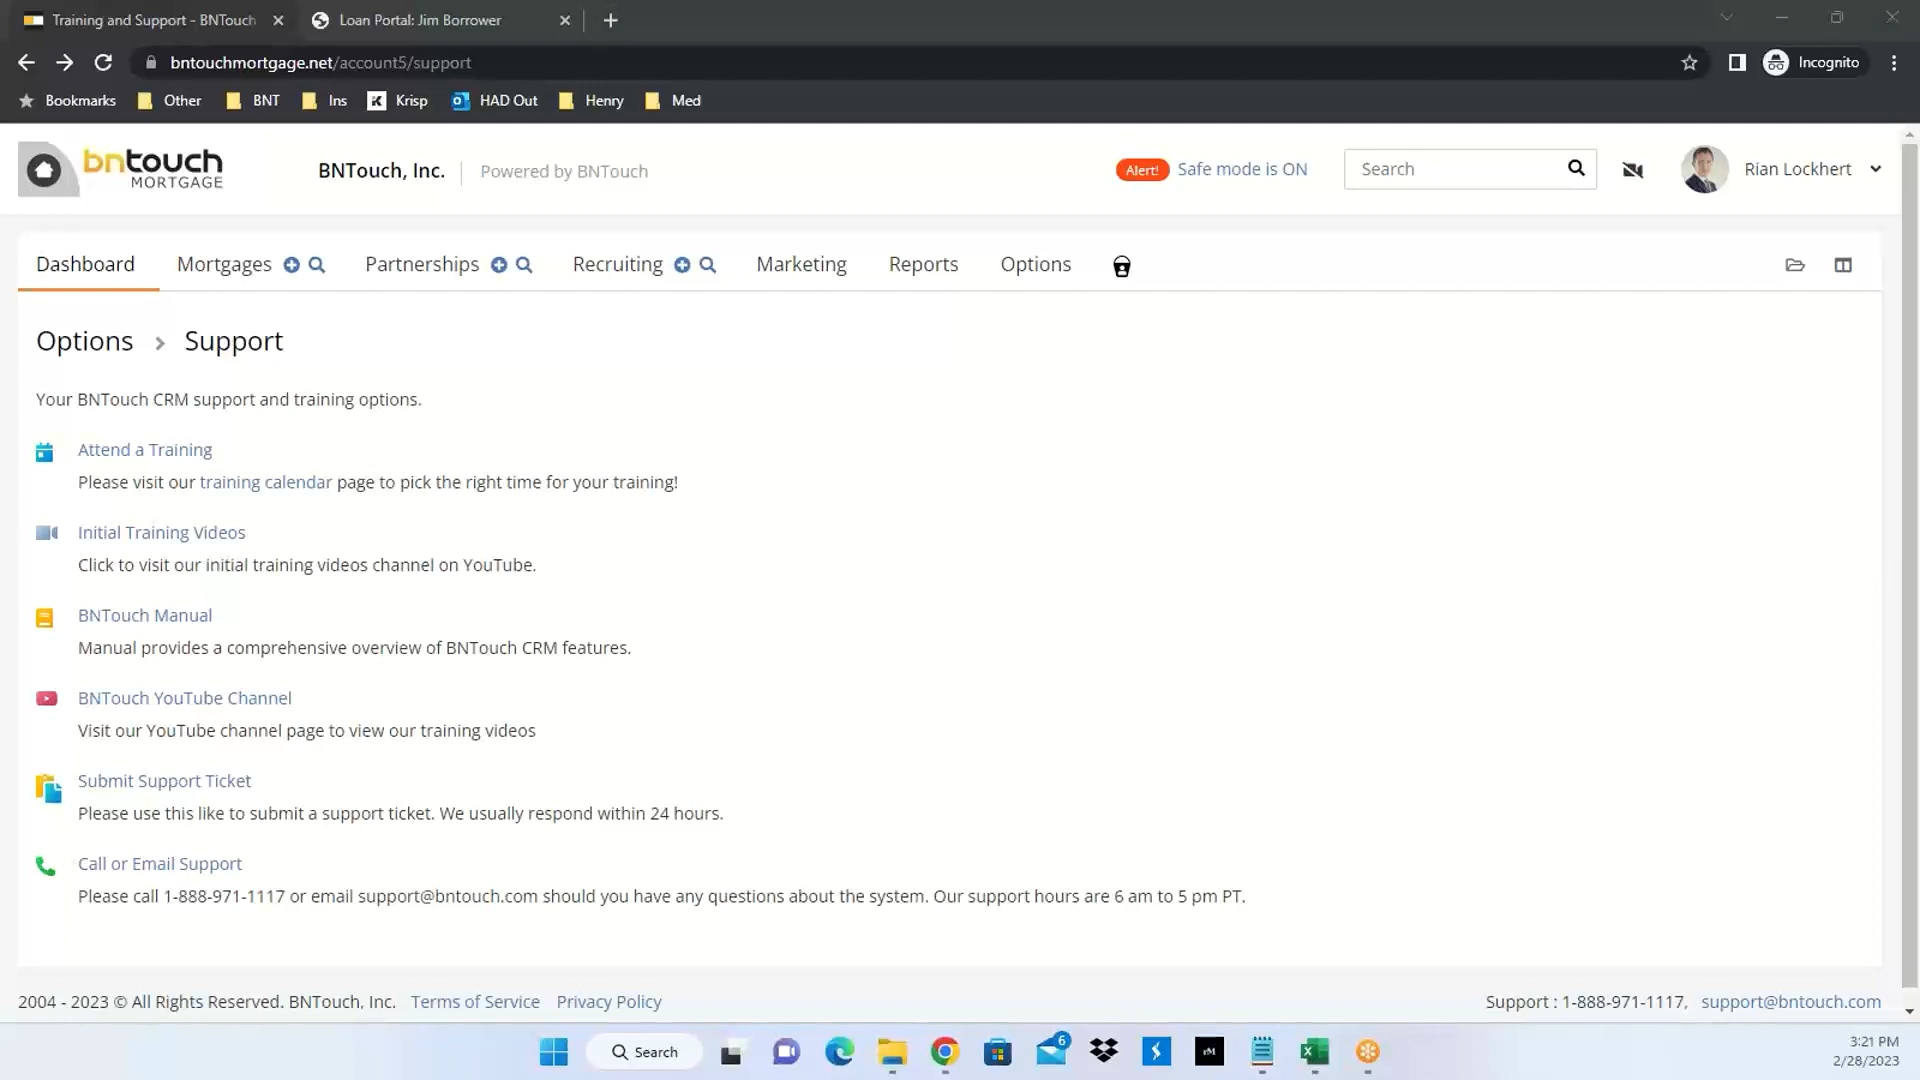 Training and Support - BNTouch
Loan Portal: Jim Borrower
bntouchmortgage.net/account5/support
Incognito
Bookmarks Other BNT Ins Krisp HAD Out Henry Med
bntouch
MORTGAGE
BNTouch, Inc. Powered by BNTouch
Alert! Safe mode is ON
Search
Rian Lockhert
Dashboard Mortgages Partnerships Recruiting Marketing Reports Options
Options > Support
Your BNTouch CRM support and training options.
Attend a Training
Please visit our training calendar page to pick the right time for your training!
Initial Training Videos
Click to visit our initial training videos channel on YouTube.
BNTouch Manual
Manual provides a comprehensive overview of BNTouch CRM features.
BNTouch YouTube Channel
Visit our YouTube channel page to view our training videos
Submit Support Ticket
Please use this like to submit a support ticket. We usually respond within 24 hours.
Call or Email Support
Please call 1-888-971-1117 or email support@bntouch.com should you have any questions about the system. Our support hours are 6 am to 5 pm PT.
2004 - 2023 © All Rights Reserved. BNTouch, Inc. Terms of Service Privacy Policy
Support : 1-888-971-1117, support@bntouch.com
Search
6
rM
3:21 PM
2/28/2023